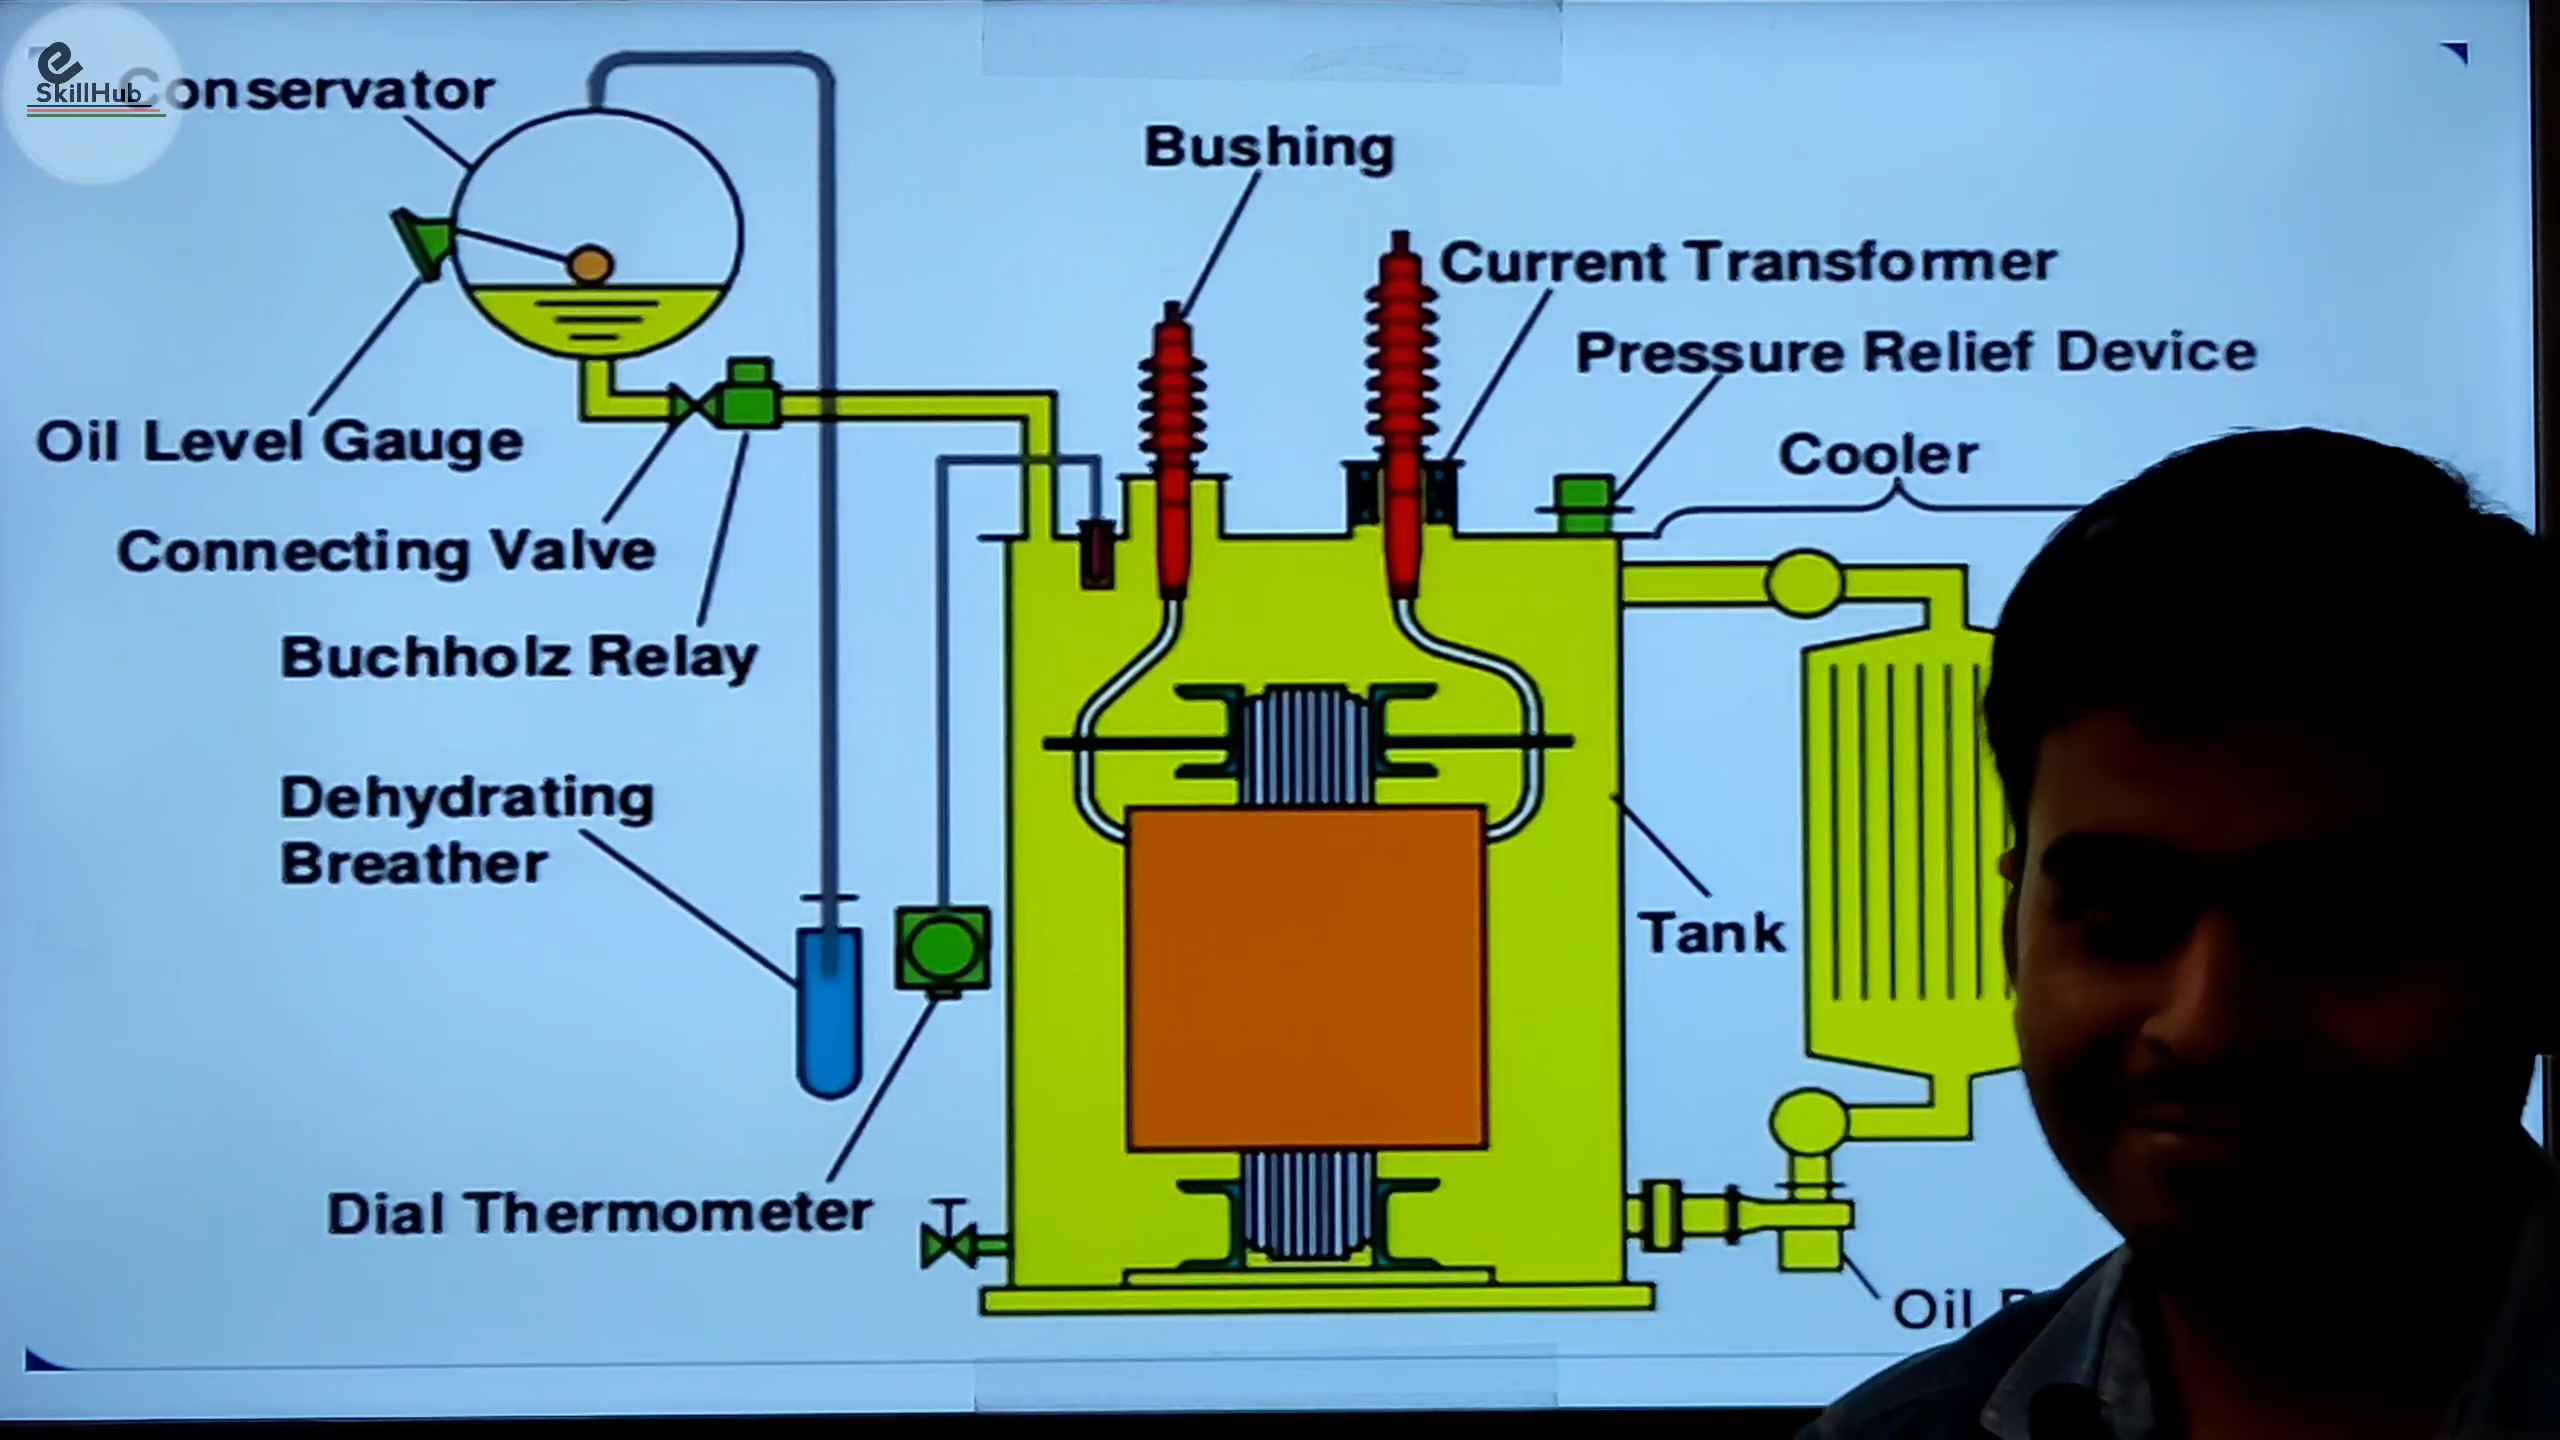 SkillHub
Conservator
Bushing
Current Transformer
Pressure Relief Device
Oil Level Gauge
Cooler
Connecting Valve
Buchholz Relay
Dehydrating
Breather
Tank
Dial Thermometer
Oil